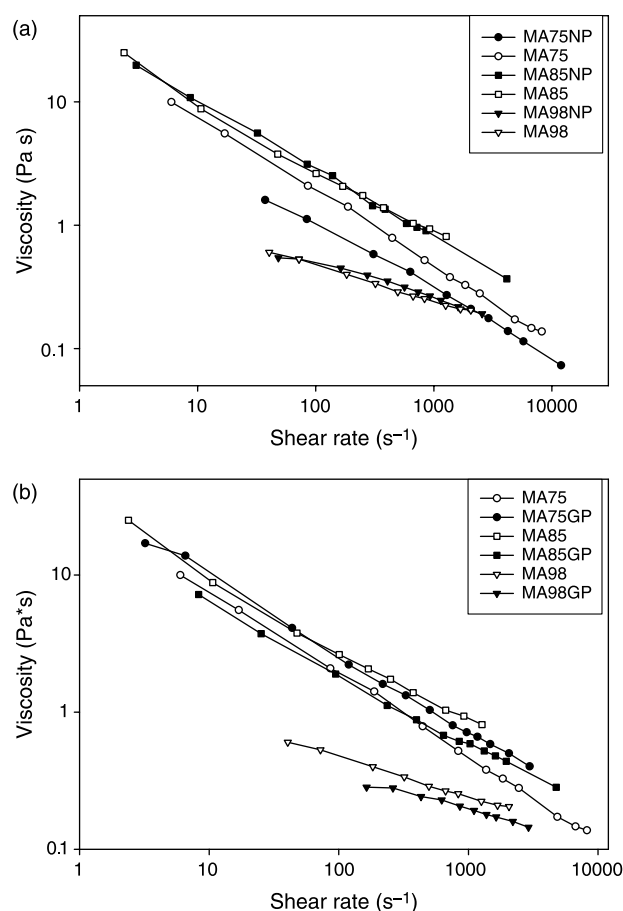 (a)
MA75NP
MA75
MA85NP
MA85
MA98NP
MA98
Viscosity (Pa s)
10
1
0.1
1 10 100 1000 10000
Shear rate (s⁻¹)
(b)
MA75
MA75GP
MA85
MA85GP
MA98
MA98GP
Viscosity (Pa*s)
10
1
0.1
1 10 100 1000 10000
Shear rate (s⁻¹)